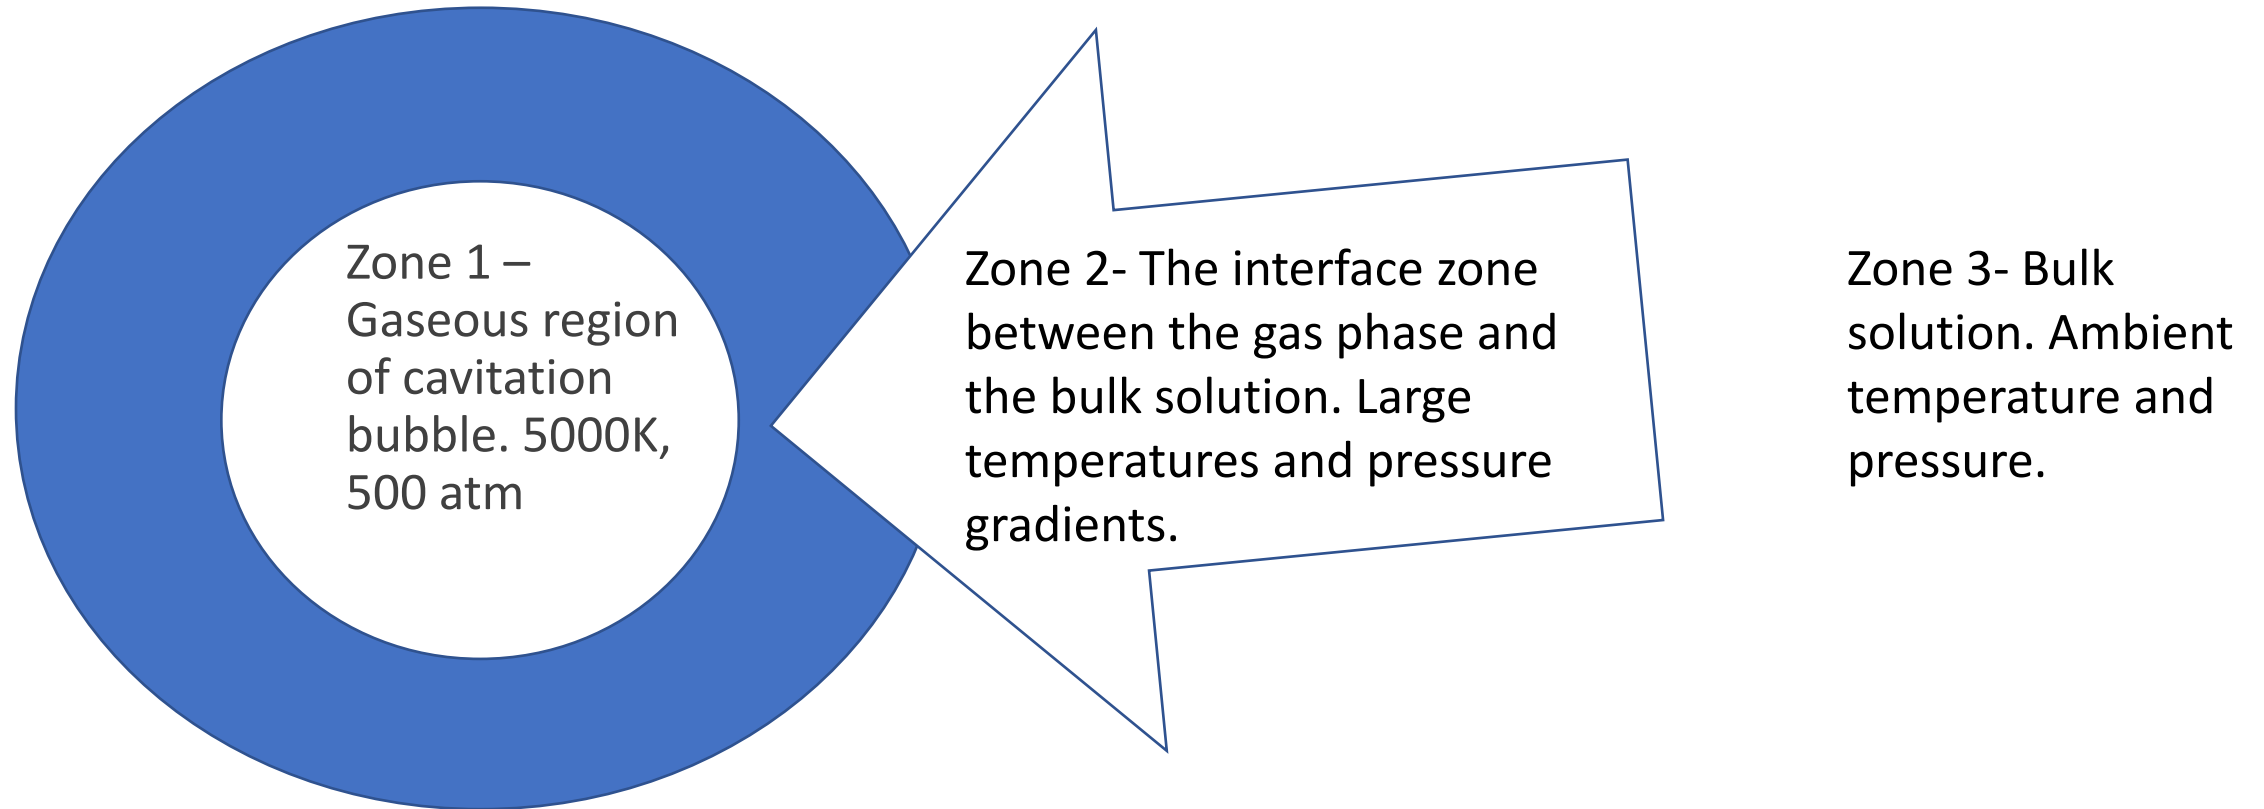 Zone 1 –
Gaseous region
of cavitation
bubble. 5000K,
500 atm
Zone 2- The interface zone
between the gas phase and
the bulk solution. Large
temperatures and pressure
gradients.
Zone 3- Bulk
solution. Ambient
temperature and
pressure.